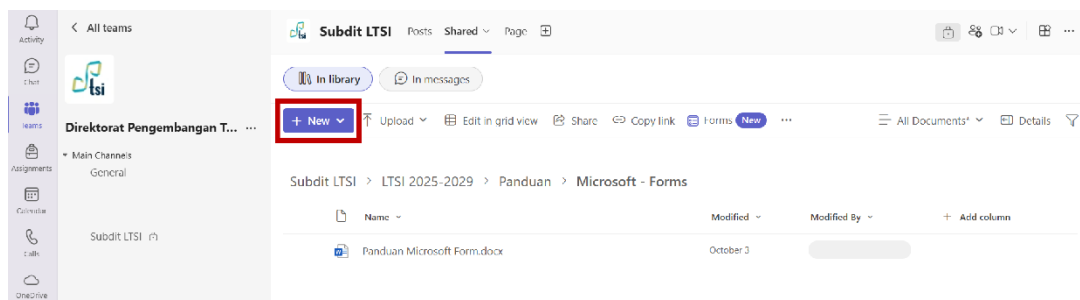 Activity
Chat
Teams
Assignments
Calendar
Calls
OneDrive
All teams
ltsi
Direktorat Pengembangan T... ···
Main Channels
General
Subdit LTSI
Subdit LTSI Posts Shared Page
In library In messages
+ New Upload Edit in grid view Share Copy link Forms New ··· All Documents* Details
Subdit LTSI > LTSI 2025-2029 > Panduan > Microsoft - Forms
Name Modified Modified By + Add column
Panduan Microsoft Form.docx October 3